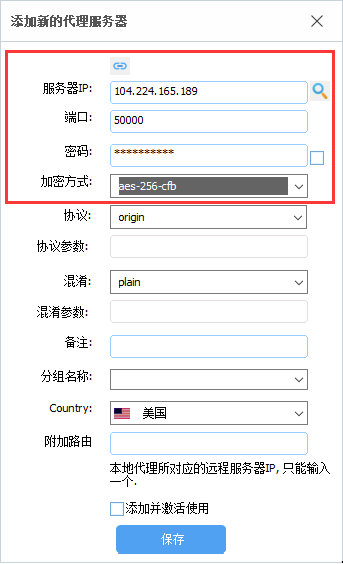 添加新的代理服务器
服务器IP: 104.224.165.189
端口: 50000
密码: **********
加密方式: aes-256-cfb
协议: origin
协议参数:
混淆: plain
混淆参数:
备注:
分组名称:
Country: 美国
附加路由
本地代理所对应的远程服务器IP, 只能输入
一个.
添加并激活使用
保存